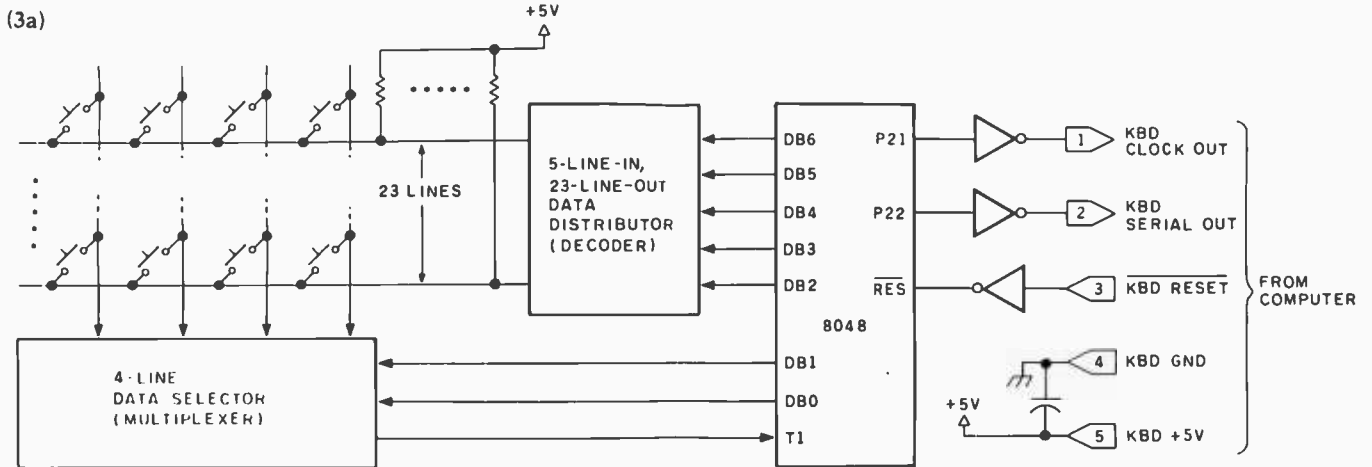 (3a)
+5V
23 LINES
5-LINE-IN,
23-LINE-OUT
DATA
DISTRIBUTOR
(DECODER)
DB6
DB5
DB4
DB3
DB2
DB1
DB0
T1
P21
P22
RES
8048
1
KBD
CLOCK OUT
2
KBD
SERIAL OUT
3
KBD RESET
4
KBD GND
+5V
5
KBD +5V
FROM
COMPUTER
4-LINE
DATA SELECTOR
(MULTIPLEXER)